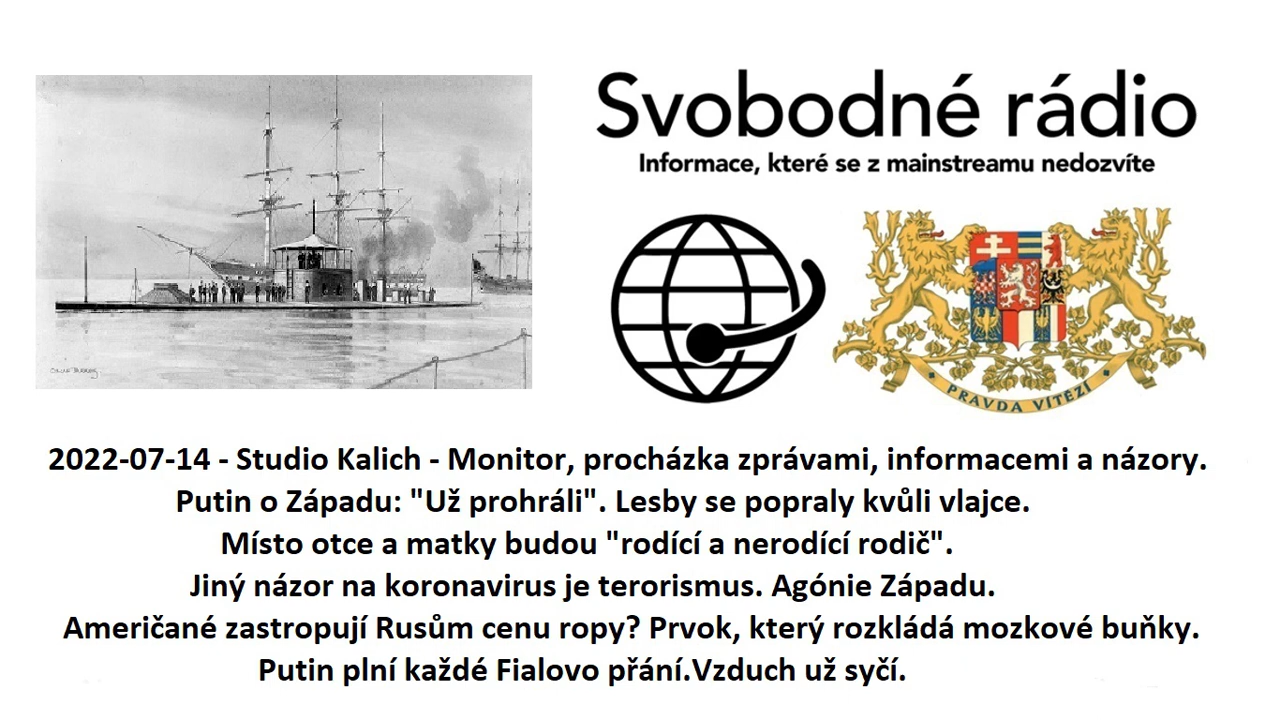 Svobodné rádio
Informace, které se z mainstreamu nedozvíte
PRAVDA VÍTĚZÍ
2022-07-14 - Studio Kalich - Monitor, procházka zprávami, informacemi a názory.
Putin o Západu: "Už prohráli". Lesby se popraly kvůli vlajce.
Místo otce a matky budou "rodící a nerodící rodič".
Jiný názor na koronavirus je terorismus. Agónie Západu.
Američané zastropují Rusům cenu ropy? Prvok, který rozkládá mozkové buňky.
Putin plní každé Fialovo přání.Vzduch už syčí.